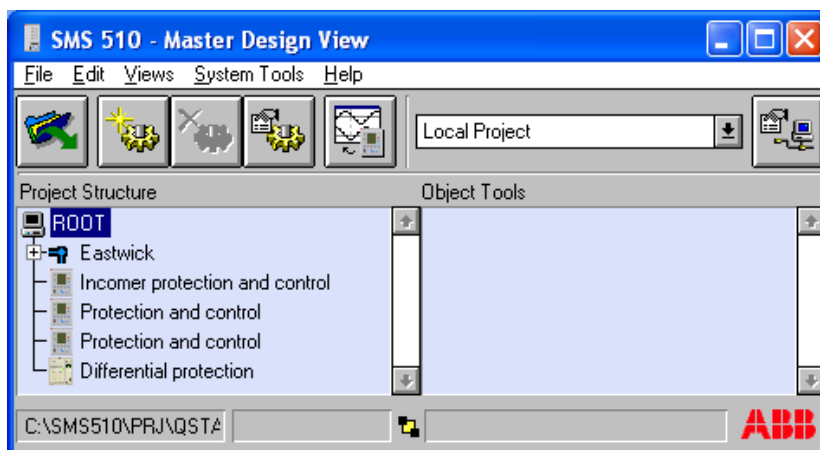 SMS 510 - Master Design View
File Edit Views System Tools Help
Local Project
Project Structure
Object Tools
ROOT
Eastwick
Incomer protection and control
Protection and control
Protection and control
Differential protection
C:\SMS510\PRJ\QSTA
ABB